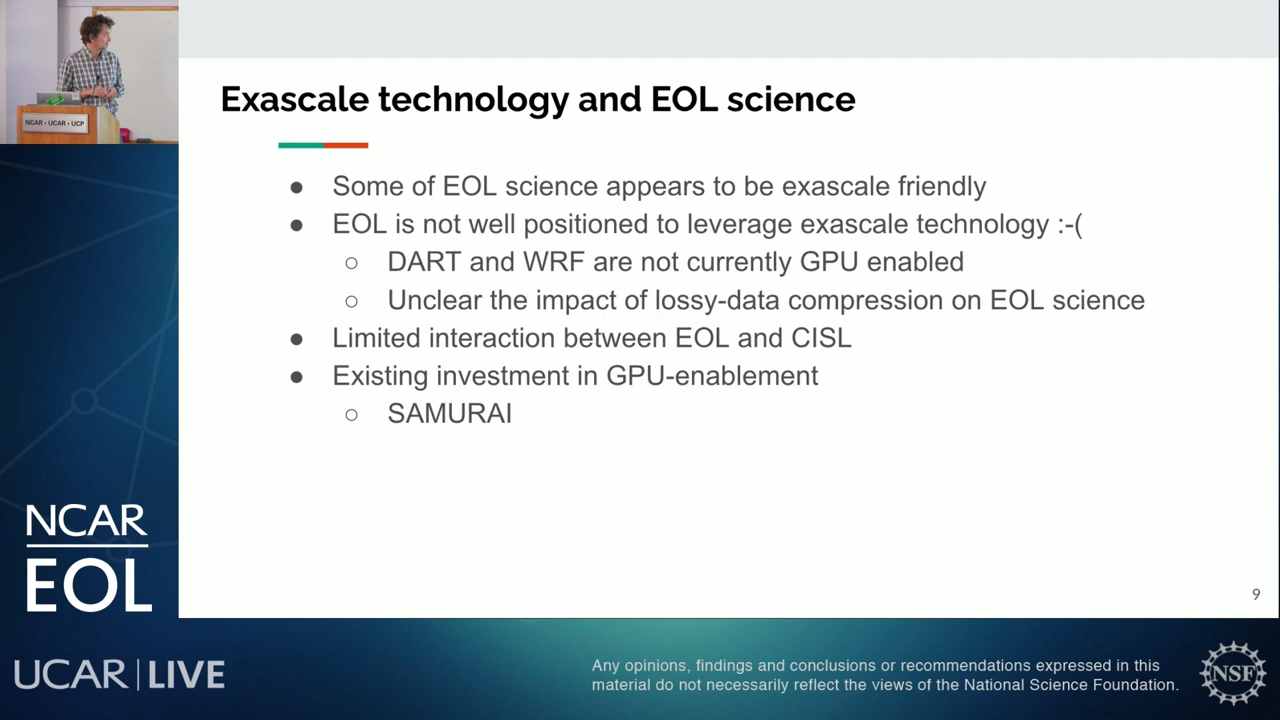 NCAR • UCAR • UCP
Exascale technology and EOL science
● Some of EOL science appears to be exascale friendly
● EOL is not well positioned to leverage exascale technology :-(
○ DART and WRF are not currently GPU enabled
○ Unclear the impact of lossy-data compression on EOL science
● Limited interaction between EOL and CISL
● Existing investment in GPU-enablement
○ SAMURAI
9
NCAR
EOL
UCAR | LIVE
Any opinions, findings and conclusions or recommendations expressed in this
material do not necessarily reflect the views of the National Science Foundation.
NSF